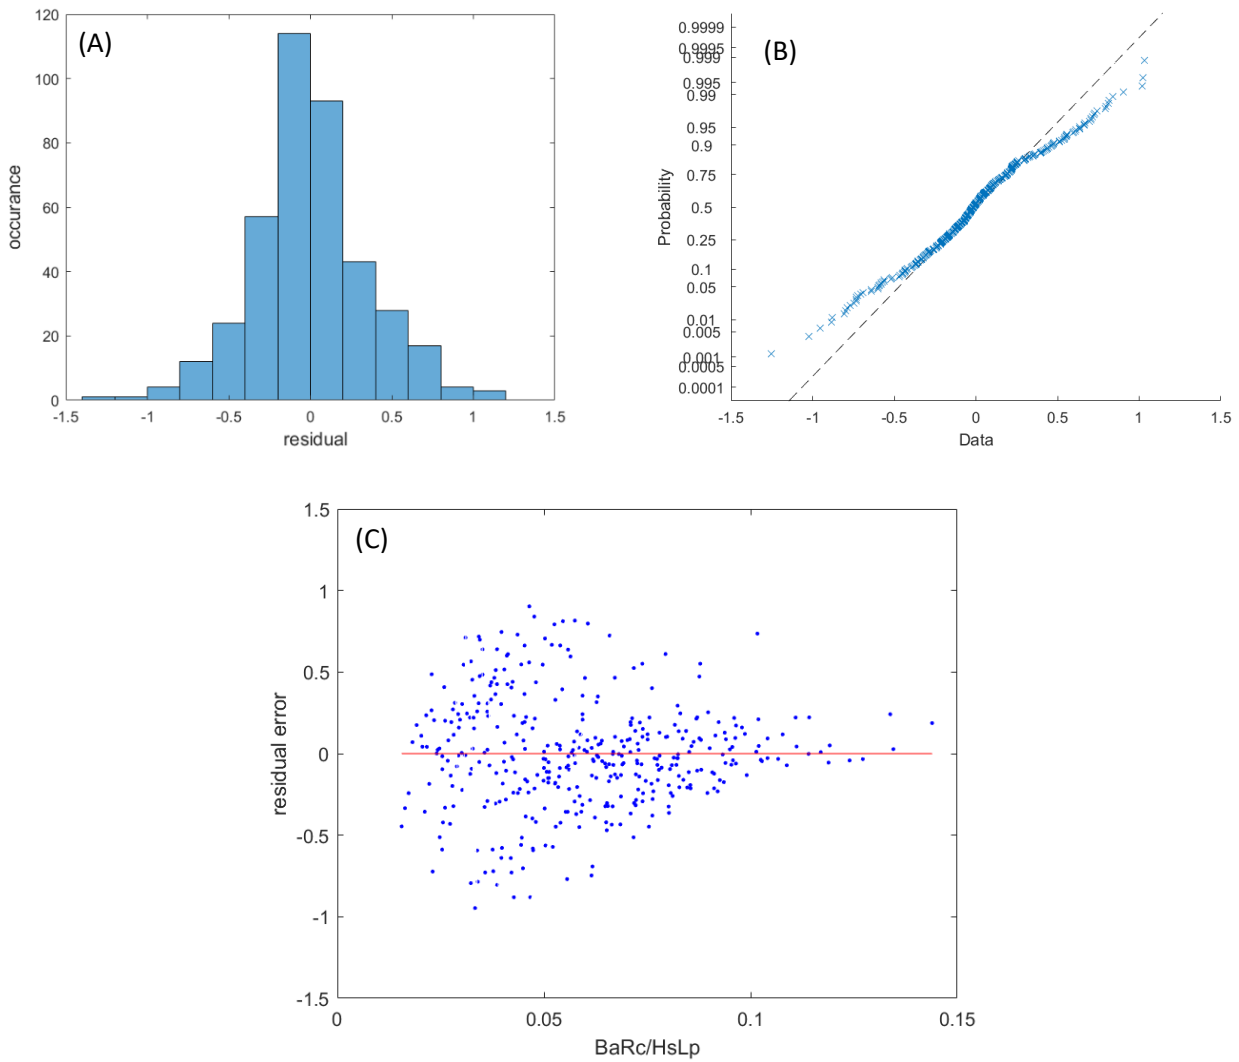 (A)
120
100
80
60
40
20
0
occurance
-1.5 -1 -0.5 0 0.5 1 1.5
residual
(B)
0.9999
0.9995
0.999
0.995
0.99
0.95
0.9
0.75
0.5
0.25
0.1
0.05
0.01
0.005
0.001
0.0005
0.0001
Probability
-1.5 -1 -0.5 0 0.5 1 1.5
Data
(C)
1.5
1
0.5
0
-0.5
-1
-1.5
residual error
0 0.05 0.1 0.15
BaRc/HsLp